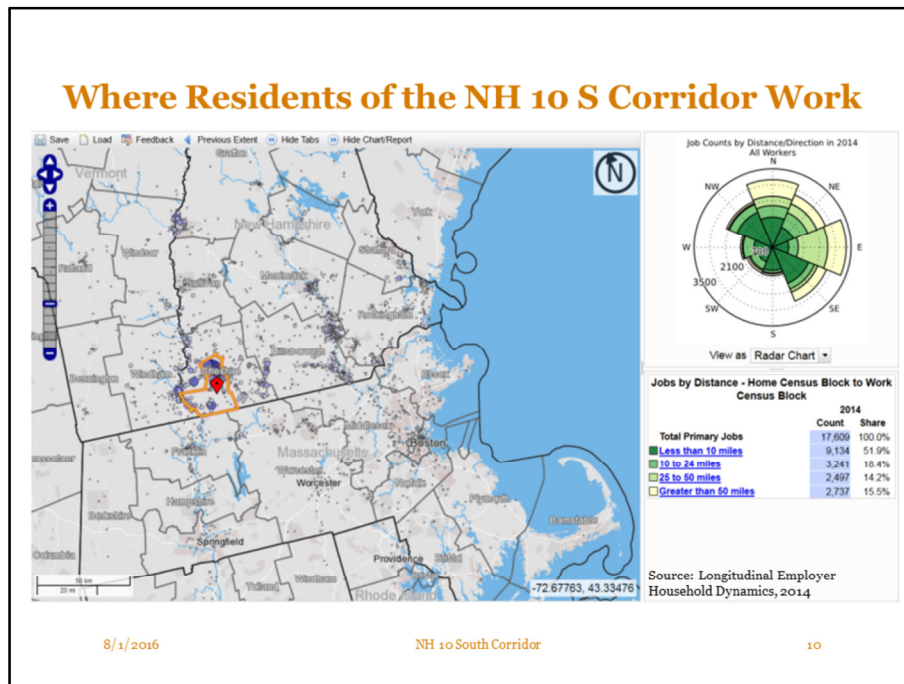 Where Residents of the NH 10 S Corridor Work
Save Load Feedback Previous Extent Hide Tabs Hide Chart/Report
Grafton
Vermont
N
York
New Hampshire
Windsor
Strafford
Rutland
Merrimack
Sullivan
Rockingham
Hillsborough
Cheshire
Bennington
Windham
Essex
Franklin
Middlesex
Boston
Massachusetts
Worcester
Worcester
Norfolk
Hampshire
Plymouth
Berkshire
Barnstable
Springfield
Columbia
Providence
Bristol
Tolland
Windham
Rhode Island
50 km
20 mi
-72.67763, 43.33476
Job Counts by Distance/Direction in 2014
All Workers
N
NW NE
W E
700
2100
3500
SW SE
S
View as Radar Chart
Jobs by Distance - Home Census Block to Work
Census Block
2014
Count Share
Total Primary Jobs 17,609 100.0%
Less than 10 miles 9,134 51.9%
10 to 24 miles 3,241 18.4%
25 to 50 miles 2,497 14.2%
Greater than 50 miles 2,737 15.5%
Source: Longitudinal Employer
Household Dynamics, 2014
8/1/2016 NH 10 South Corridor 10